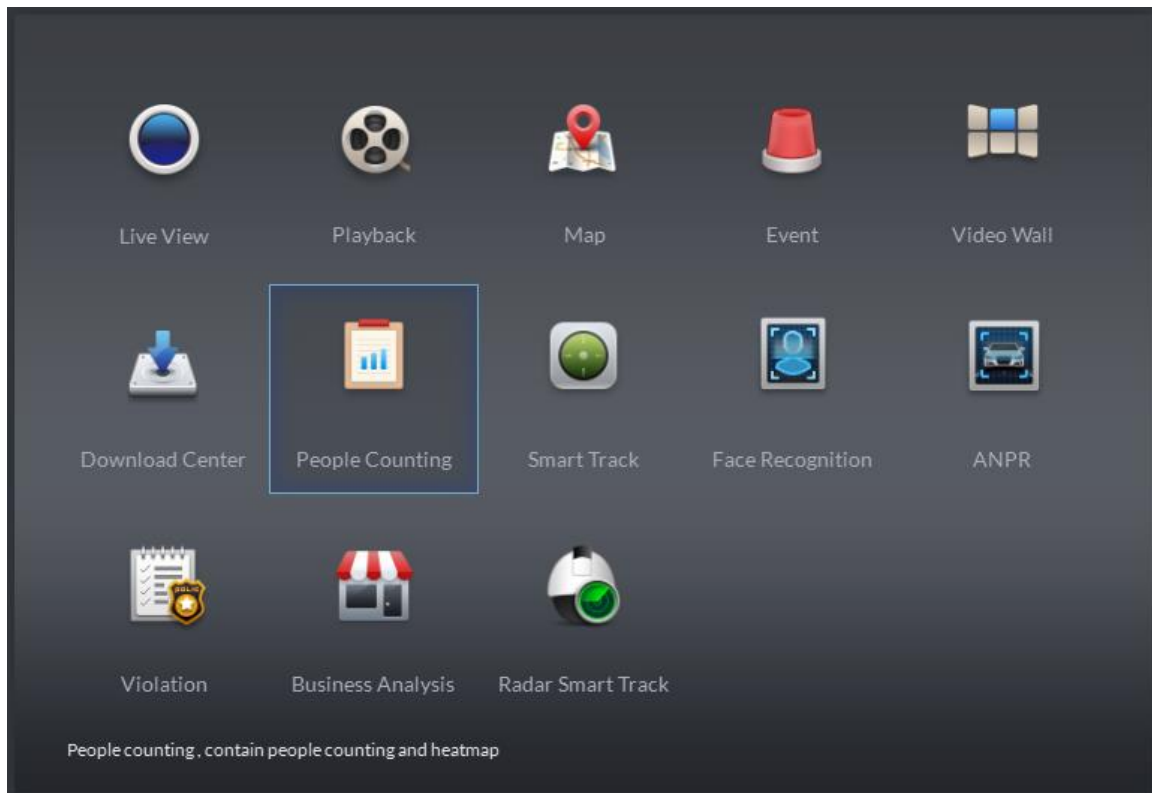 Live View
Playback
Map
Event
Video Wall
Download Center
People Counting
Smart Track
Face Recognition
ANPR
POLIC
Violation
Business Analysis
Radar Smart Track
People counting , contain people counting and heatmap